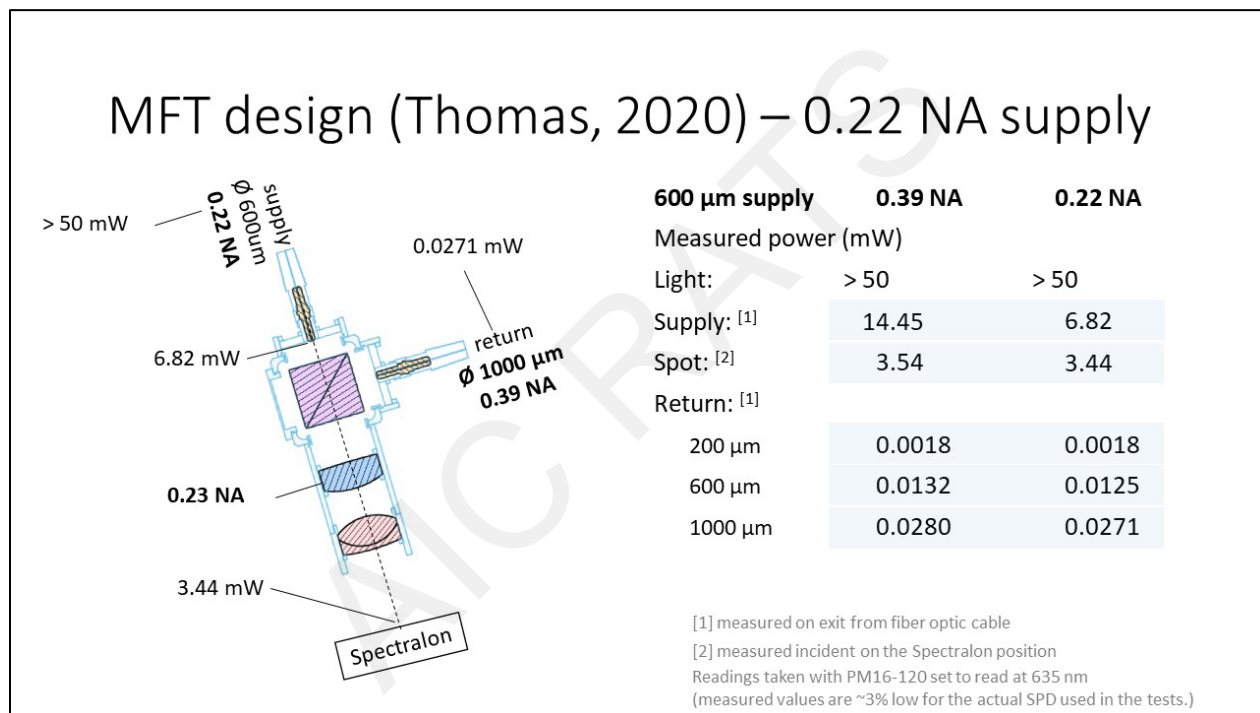 MFT design (Thomas, 2020) – 0.22 NA supply
supply
Ø 600um
0.22 NA
> 50 mW
0.0271 mW
return
Ø 1000 µm
0.39 NA
6.82 mW
0.23 NA
3.44 mW
Spectralon
600 µm supply 0.39 NA 0.22 NA
Measured power (mW)
Light: > 50 > 50
Supply: [1] 14.45 6.82
Spot: [2] 3.54 3.44
Return: [1]
200 µm 0.0018 0.0018
600 µm 0.0132 0.0125
1000 µm 0.0280 0.0271
[1] measured on exit from fiber optic cable
[2] measured incident on the Spectralon position
Readings taken with PM16-120 set to read at 635 nm
(measured values are ~3% low for the actual SPD used in the tests.)
AIC RATS